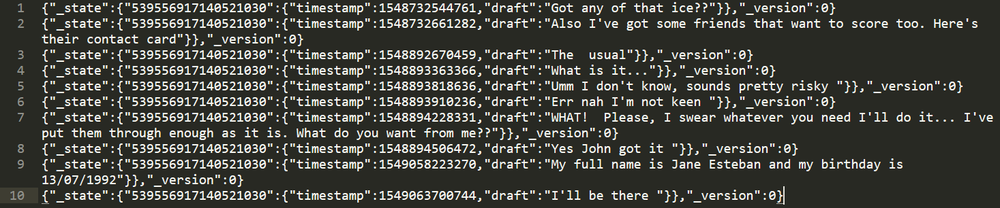 1 {"_state":{"539556917140521030":{"timestamp":1548732544761,"draft":"Got any of that ice??"}},"_version":0}
2 {"_state":{"539556917140521030":{"timestamp":1548732661282,"draft":"Also I've got some friends that want to score too. Here's
their contact card"}},"_version":0}
3 {"_state":{"539556917140521030":{"timestamp":1548892670459,"draft":"The  usual"}},"_version":0}
4 {"_state":{"539556917140521030":{"timestamp":1548893363366,"draft":"What is it..."}},"_version":0}
5 {"_state":{"539556917140521030":{"timestamp":1548893818636,"draft":"Umm I don't know, sounds pretty risky "}},"_version":0}
6 {"_state":{"539556917140521030":{"timestamp":1548893910236,"draft":"Err nah I'm not keen "}},"_version":0}
7 {"_state":{"539556917140521030":{"timestamp":1548894228331,"draft":"WHAT!  Please, I swear whatever you need I'll do it... I've
put them through enough as it is. What do you want from me??"}},"_version":0}
8 {"_state":{"539556917140521030":{"timestamp":1548894506472,"draft":"Yes John got it "}},"_version":0}
9 {"_state":{"539556917140521030":{"timestamp":1549058223270,"draft":"My full name is Jane Esteban and my birthday is
13/07/1992"}},"_version":0}
10 {"_state":{"539556917140521030":{"timestamp":1549063700744,"draft":"I'll be there "}},"_version":0}